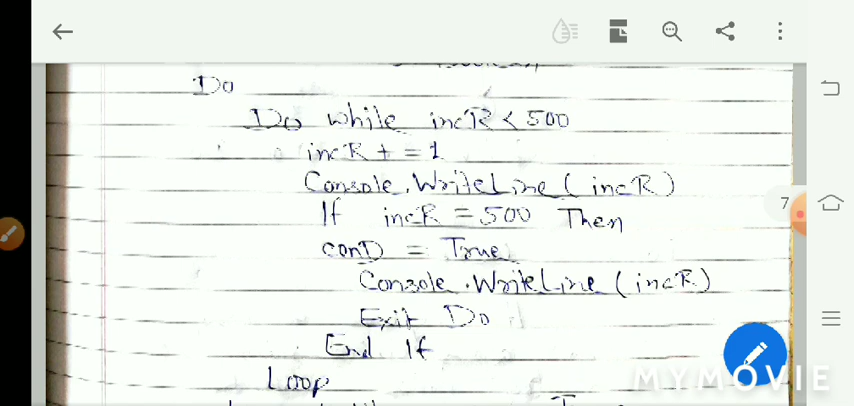 Do
Do while incR < 500
incR + = 1
Console.WriteLine (incR)
If incR = 500 Then
conD = True
Console.WriteLine (incR)
Exit Do
End If
Loop
7
MYMOVIE